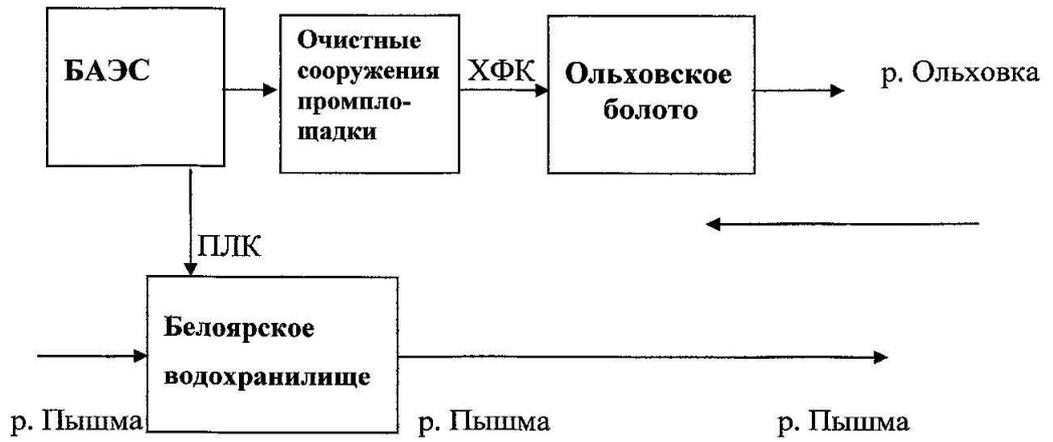 БАЭС
Очистные
сооружения
промпло-
щадки
ХФК
Ольховское
болото
р. Ольховка
ПЛК
Белоярское
водохранилище
р. Пышма
р. Пышма
р. Пышма